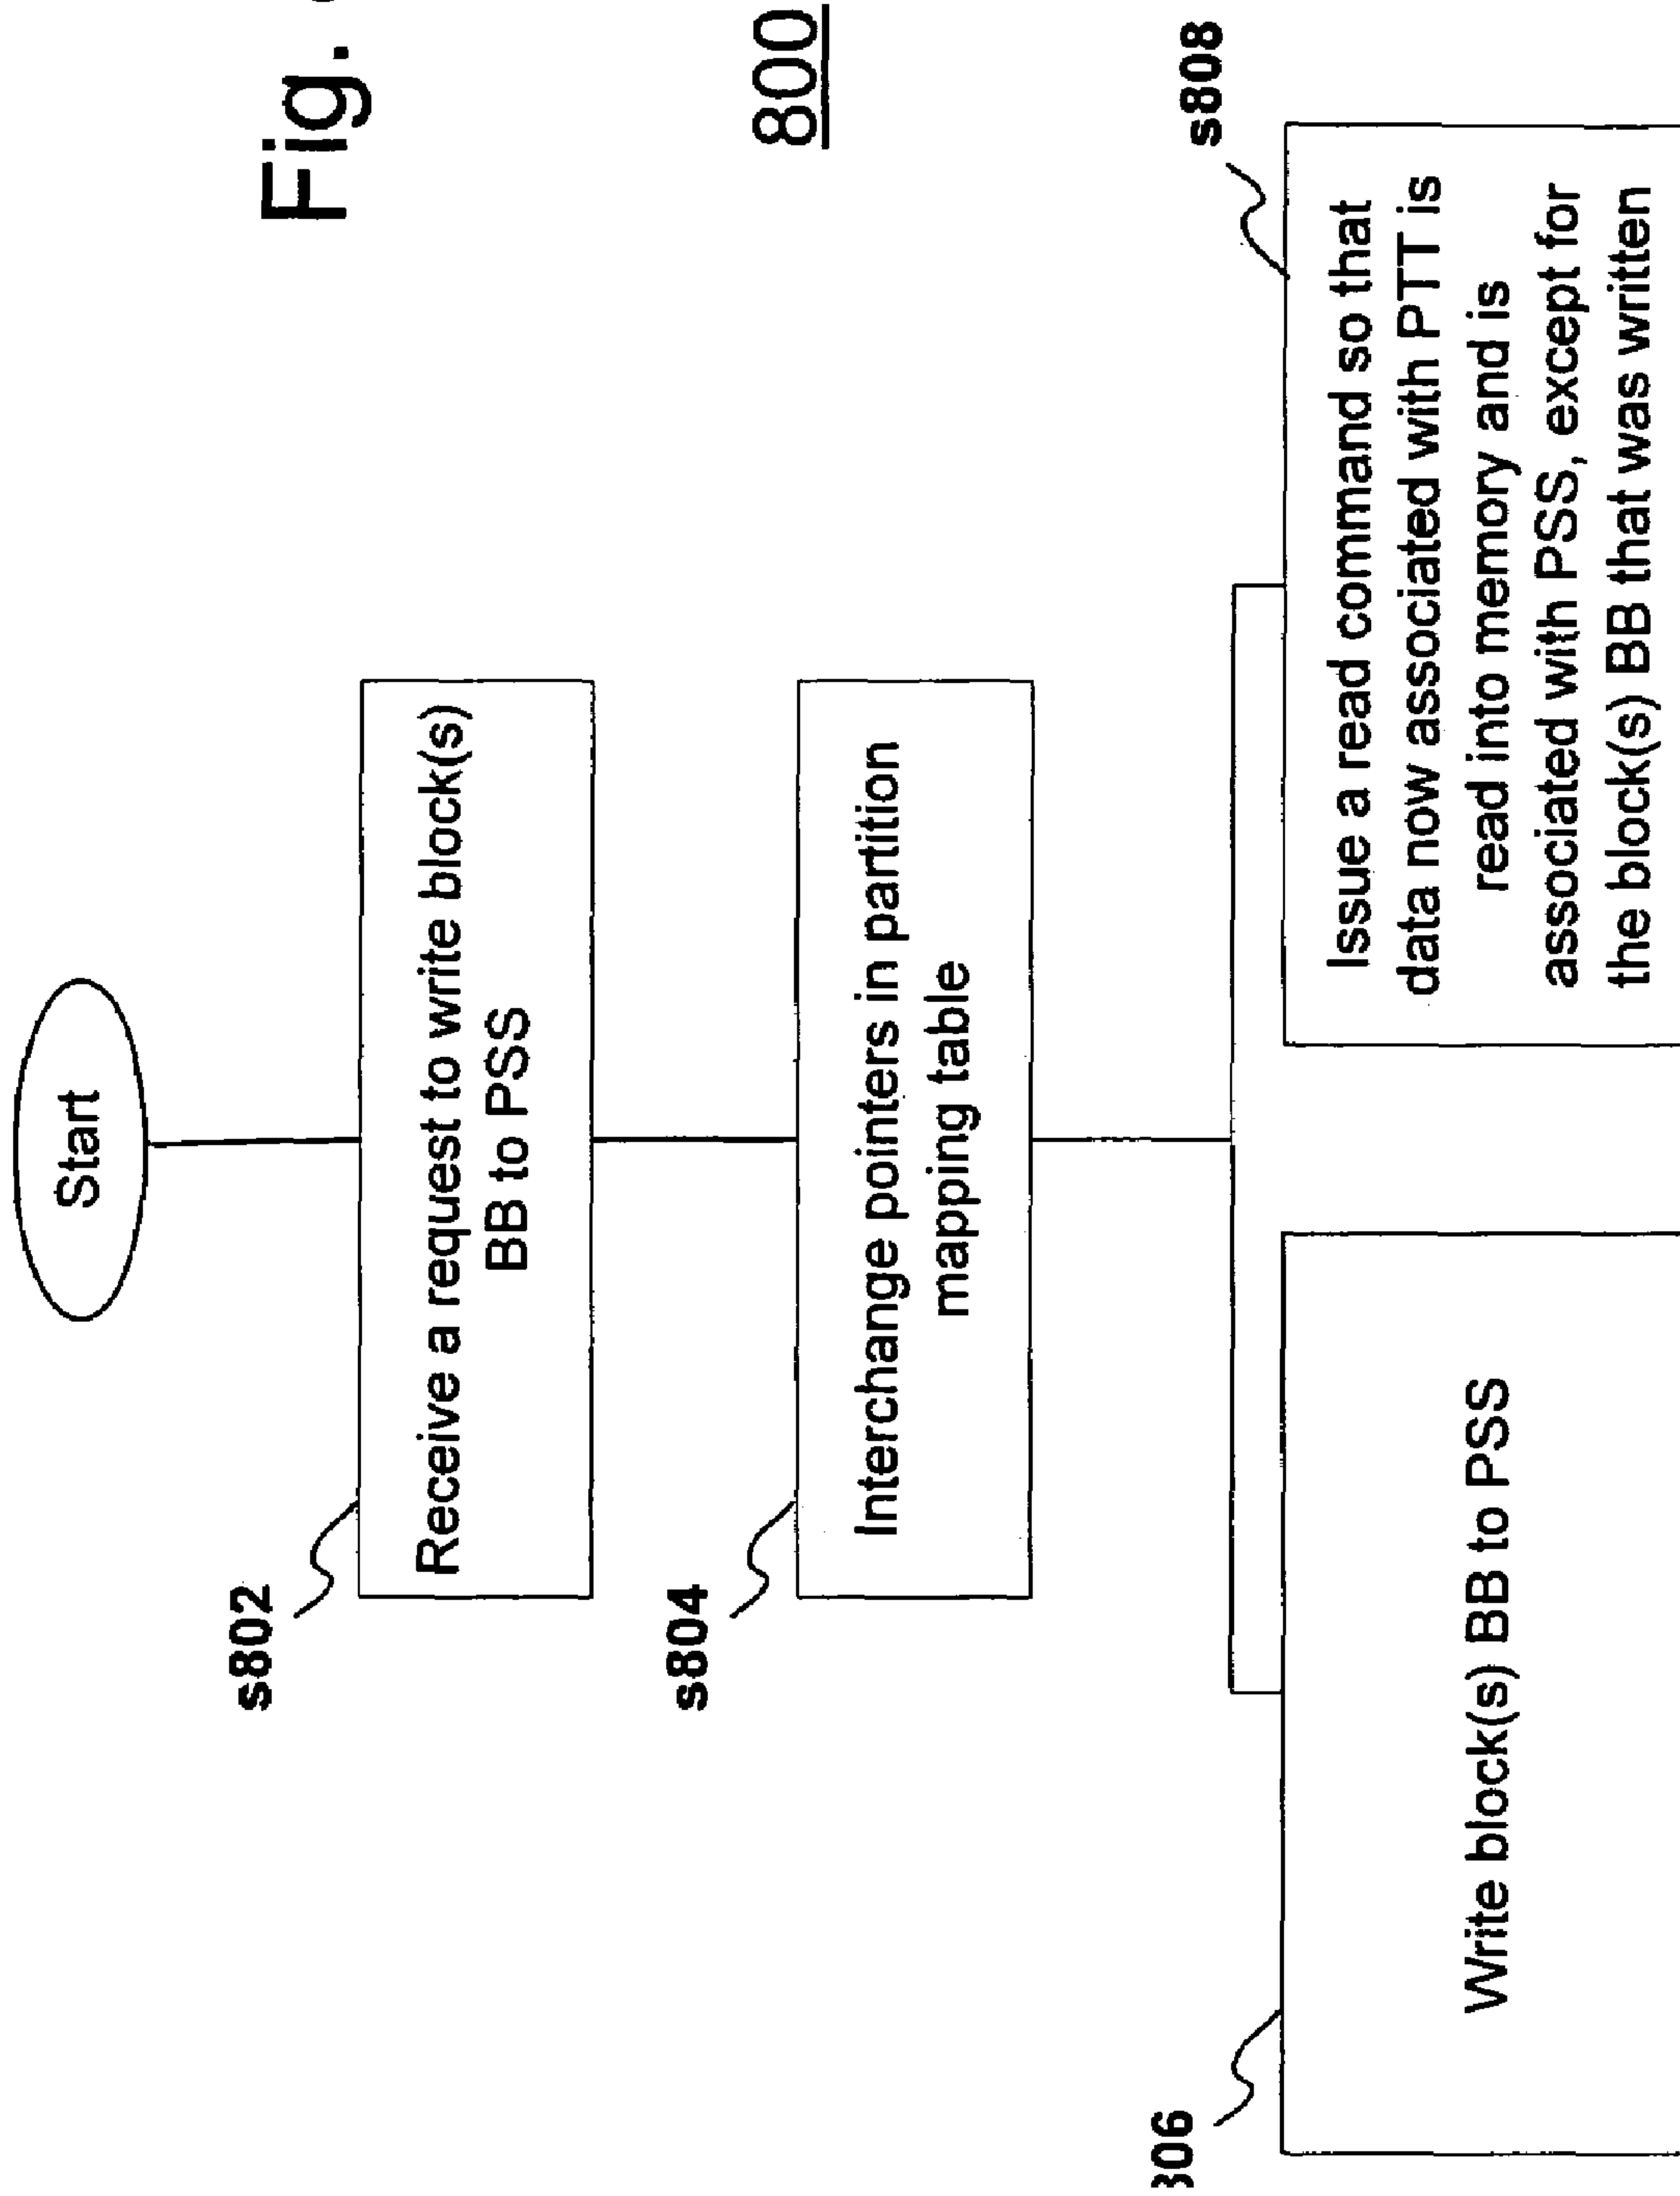 Fig.
800
Start
s802
Receive a request to write block(s)
BB to PSS
s804
Interchange pointers in partition
mapping table
306
Write block(s) BB to PSS
s808
Issue a read command so that
data now associated with PTT is
read into memory and is
associated with PSS, except for
the block(s) BB that was written